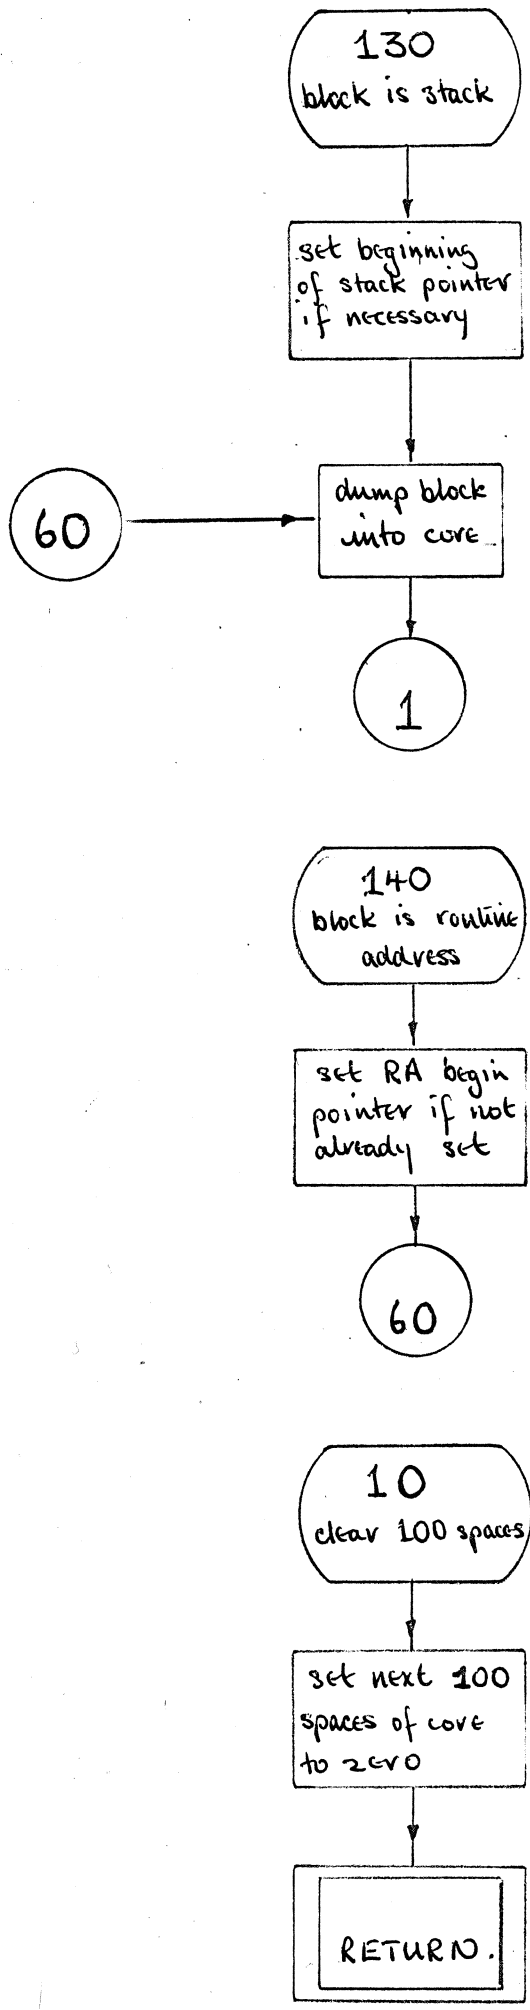 130
block is stack
set beginning
of stack pointer
if necessary
60
dump block
into core
1
140
block is routine
address
set RA begin
pointer if not
already set
60
10
clear 100 spaces
set next 100
spaces of core
to zero
RETURN.